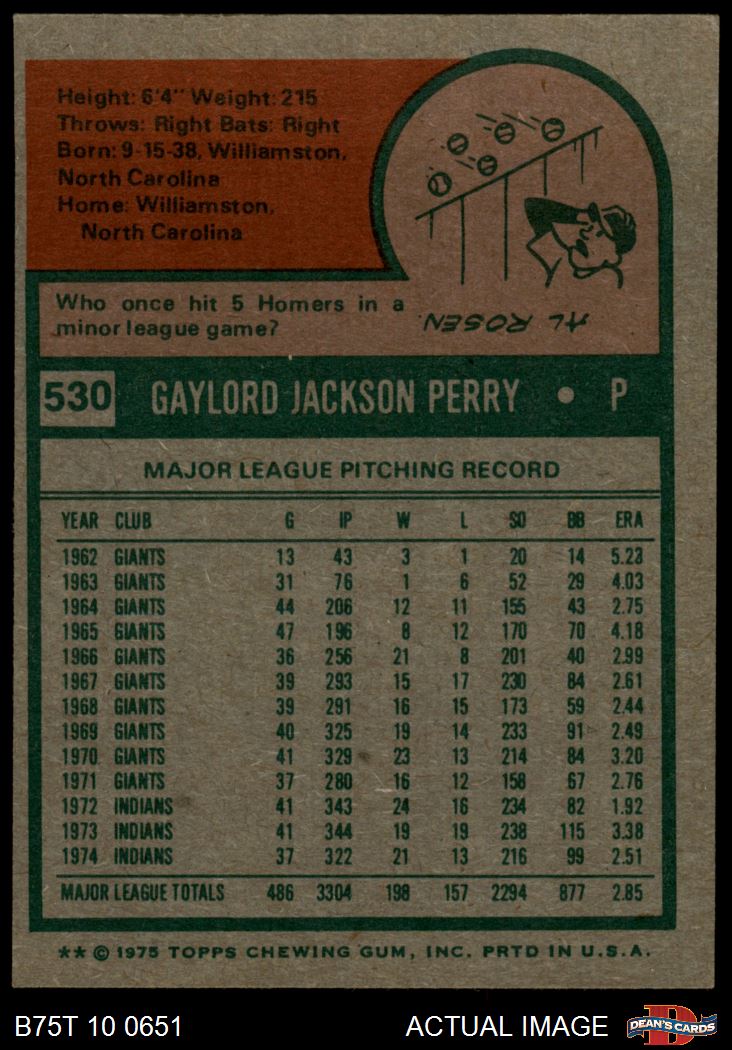 Height: 6'4" Weight: 215
Throws: Right Bats: Right
Born: 9-15-38, Williamston,
North Carolina
Home: Williamston,
North Carolina
Who once hit 5 Homers in a
minor league game?
AL ROSEN.
530 GAYLORD JACKSON PERRY • P
MAJOR LEAGUE PITCHING RECORD
YEAR CLUB G IP W L SO BB ERA
1962 GIANTS 13 43 3 1 20 14 5.23
1963 GIANTS 31 76 1 6 52 29 4.03
1964 GIANTS 44 206 12 11 155 43 2.75
1965 GIANTS 47 196 8 12 170 70 4.18
1966 GIANTS 36 256 21 8 201 40 2.99
1967 GIANTS 39 293 15 17 230 84 2.61
1968 GIANTS 39 291 16 15 173 59 2.44
1969 GIANTS 40 325 19 14 233 91 2.49
1970 GIANTS 41 329 23 13 214 84 3.20
1971 GIANTS 37 280 16 12 158 67 2.76
1972 INDIANS 41 343 24 16 234 82 1.92
1973 INDIANS 41 344 19 19 238 115 3.38
1974 INDIANS 37 322 21 13 216 99 2.51
MAJOR LEAGUE TOTALS 486 3304 198 157 2294 877 2.85
** © 1975 TOPPS CHEWING GUM, INC. PRTD IN U.S.A.
B75T 10 0651 ACTUAL IMAGE DEAN'S CARDS